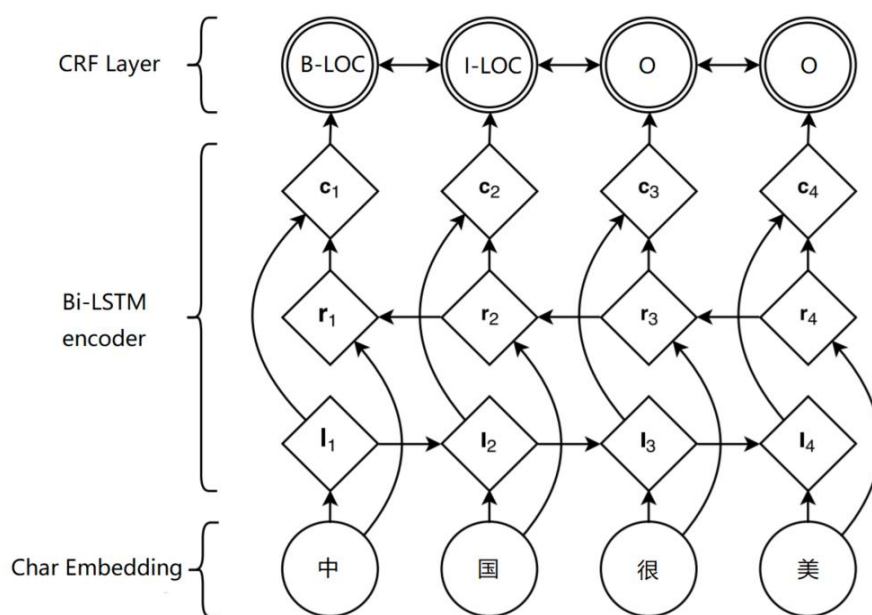 CRF Layer
B-LOC I-LOC O O
c₁ c₂ c₃ c₄
Bi-LSTM
encoder
r₁ r₂ r₃ r₄
l₁ l₂ l₃ l₄
Char Embedding
中 国 很 美